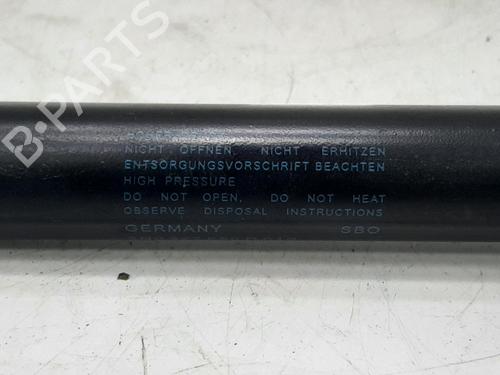 B-PARTS
NICHT ÖFFNEN, NICHT ERHITZEN
ENTSORGUNGSVORSCHRIFT BEACHTEN
HIGH PRESSURE
DO NOT OPEN, DO NOT HEAT
OBSERVE DISPOSAL INSTRUCTIONS
GERMANY SBO